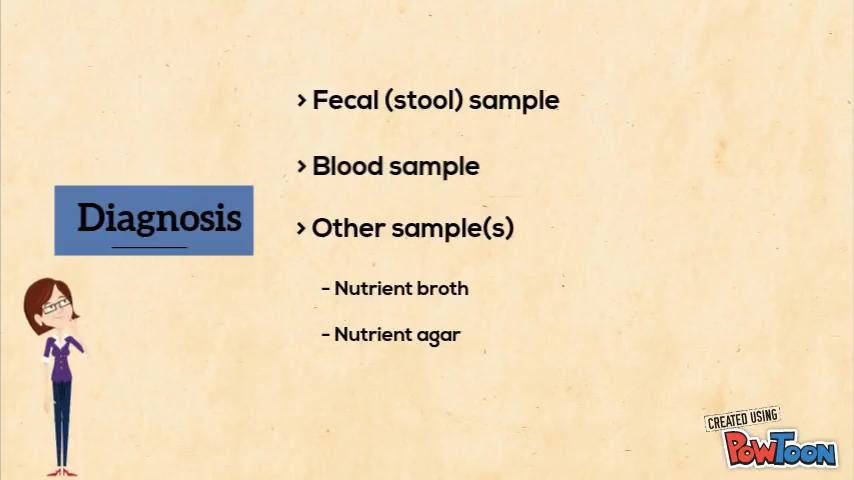 Diagnosis
› Fecal (stool) sample
› Blood sample
› Other sample(s)
- Nutrient broth
- Nutrient agar
CREATED USING
POWTOON